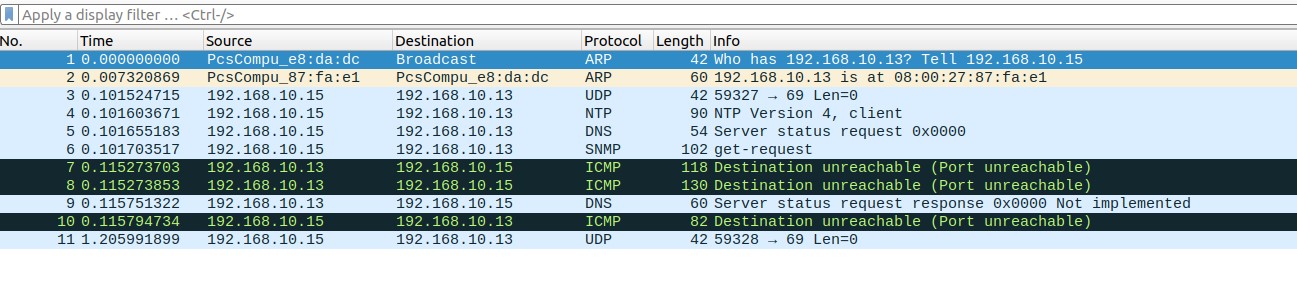 Apply a display filter … <Ctrl-/>
No. Time Source Destination Protocol Length Info
1 0.000000000 PcsCompu_e8:da:dc Broadcast ARP 42 Who has 192.168.10.13? Tell 192.168.10.15
2 0.007320869 PcsCompu_87:fa:e1 PcsCompu_e8:da:dc ARP 60 192.168.10.13 is at 08:00:27:87:fa:e1
3 0.101524715 192.168.10.15 192.168.10.13 UDP 42 59327 → 69 Len=0
4 0.101603671 192.168.10.15 192.168.10.13 NTP 90 NTP Version 4, client
5 0.101655183 192.168.10.15 192.168.10.13 DNS 54 Server status request 0x0000
6 0.101703517 192.168.10.15 192.168.10.13 SNMP 102 get-request
7 0.115273703 192.168.10.13 192.168.10.15 ICMP 118 Destination unreachable (Port unreachable)
8 0.115273853 192.168.10.13 192.168.10.15 ICMP 130 Destination unreachable (Port unreachable)
9 0.115751322 192.168.10.13 192.168.10.15 DNS 60 Server status request response 0x0000 Not implemented
10 0.115794734 192.168.10.15 192.168.10.13 ICMP 82 Destination unreachable (Port unreachable)
11 1.205991899 192.168.10.15 192.168.10.13 UDP 42 59328 → 69 Len=0